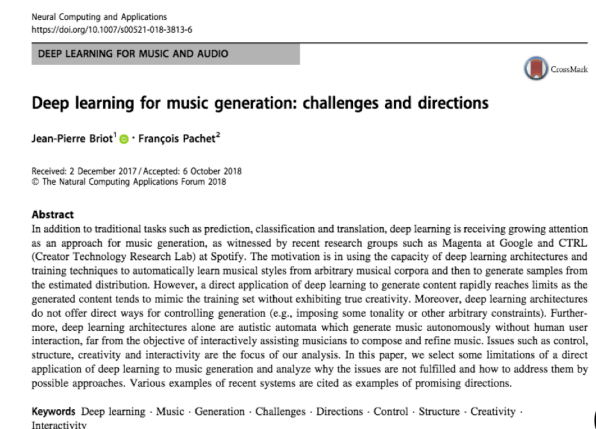 Neural Computing and Applications
https://doi.org/10.1007/s00521-018-3813-6
DEEP LEARNING FOR MUSIC AND AUDIO
CrossMark
Deep learning for music generation: challenges and directions
Jean-Pierre Briot1 · François Pachet2
Received: 2 December 2017 / Accepted: 6 October 2018
© The Natural Computing Applications Forum 2018
Abstract
In addition to traditional tasks such as prediction, classification and translation, deep learning is receiving growing attention
as an approach for music generation, as witnessed by recent research groups such as Magenta at Google and CTRL
(Creator Technology Research Lab) at Spotify. The motivation is in using the capacity of deep learning architectures and
training techniques to automatically learn musical styles from arbitrary musical corpora and then to generate samples from
the estimated distribution. However, a direct application of deep learning to generate content rapidly reaches limits as the
generated content tends to mimic the training set without exhibiting true creativity. Moreover, deep learning architectures
do not offer direct ways for controlling generation (e.g., imposing some tonality or other arbitrary constraints). Further-
more, deep learning architectures alone are autistic automata which generate music autonomously without human user
interaction, far from the objective of interactively assisting musicians to compose and refine music. Issues such as control,
structure, creativity and interactivity are the focus of our analysis. In this paper, we select some limitations of a direct
application of deep learning to music generation and analyze why the issues are not fulfilled and how to address them by
possible approaches. Various examples of recent systems are cited as examples of promising directions.
Keywords Deep learning · Music · Generation · Challenges · Directions · Control · Structure · Creativity ·
Interactivity